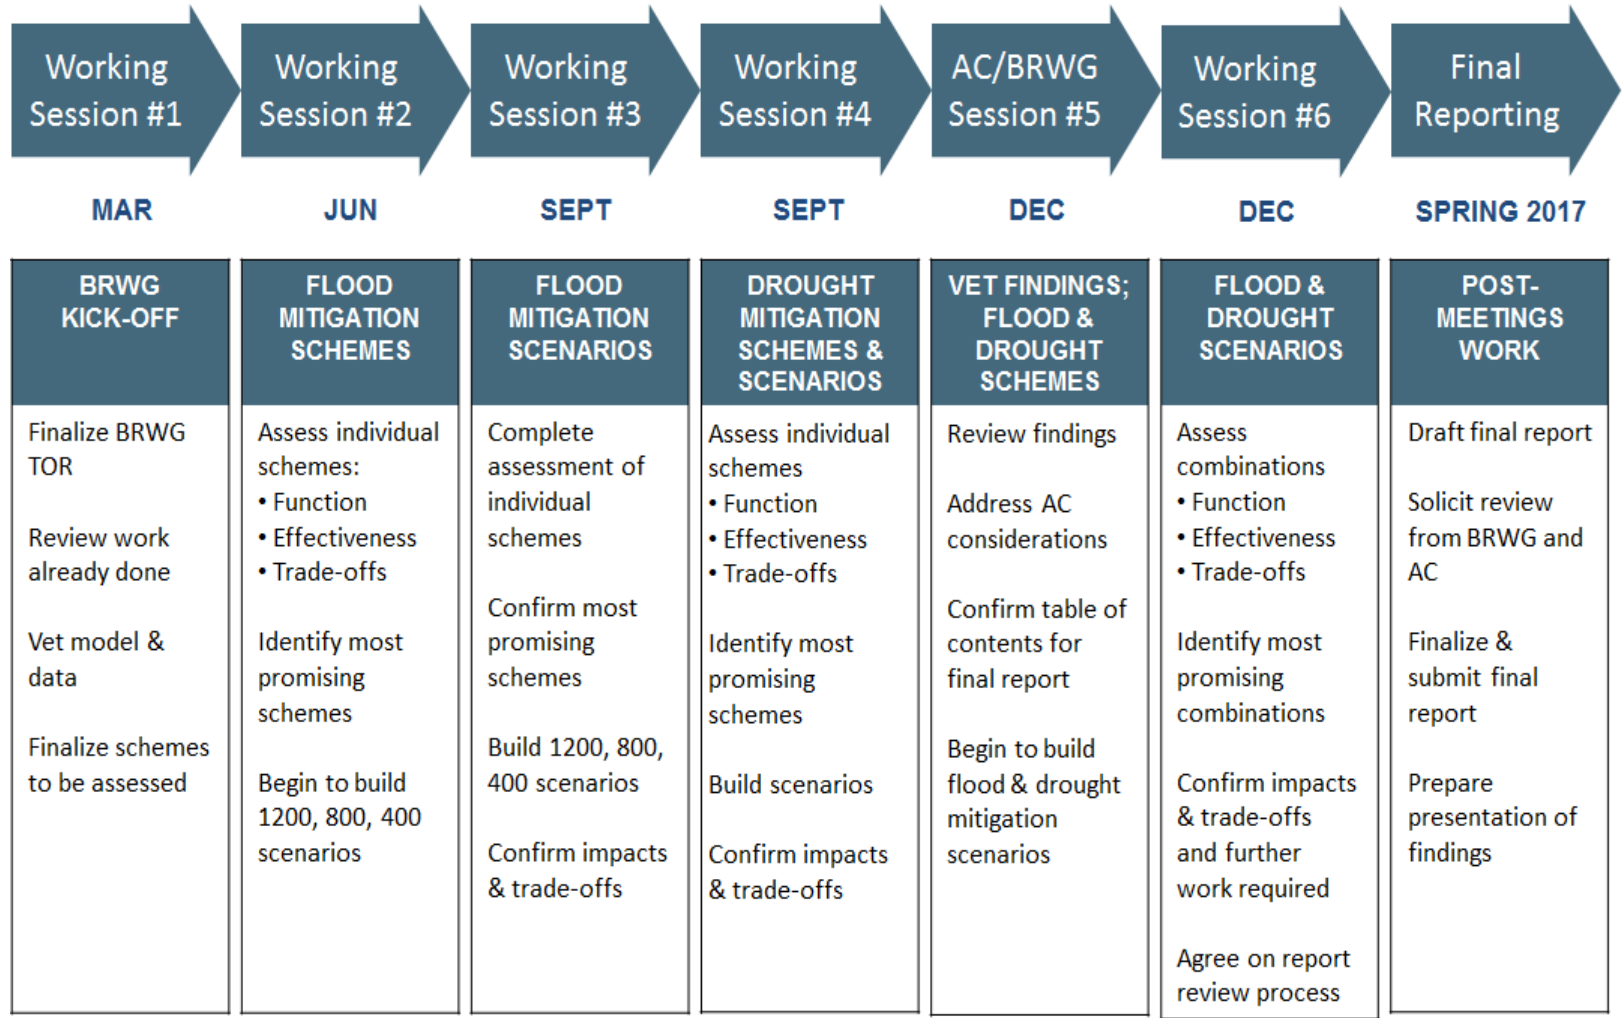 Working
Session #1
Working
Session #2
Working
Session #3
Working
Session #4
AC/BRWG
Session #5
Working
Session #6
Final
Reporting
MAR
JUN
SEPT
SEPT
DEC
DEC
SPRING 2017
BRWG
KICK-OFF
Finalize BRWG
TOR
Review work
already done
Vet model &
data
Finalize schemes
to be assessed
FLOOD
MITIGATION
SCHEMES
Assess individual
schemes:
• Function
• Effectiveness
• Trade-offs
Identify most
promising
schemes
Begin to build
1200, 800, 400
scenarios
FLOOD
MITIGATION
SCENARIOS
Complete
assessment of
individual
schemes
Confirm most
promising
schemes
Build 1200, 800,
400 scenarios
Confirm impacts
& trade-offs
DROUGHT
MITIGATION
SCHEMES &
SCENARIOS
Assess individual
schemes
• Function
• Effectiveness
• Trade-offs
Identify most
promising
schemes
Build scenarios
Confirm impacts
& trade-offs
VET FINDINGS;
FLOOD &
DROUGHT
SCHEMES
Review findings
Address AC
considerations
Confirm table of
contents for
final report
Begin to build
flood & drought
mitigation
scenarios
FLOOD &
DROUGHT
SCENARIOS
Assess
combinations
• Function
• Effectiveness
• Trade-offs
Identify most
promising
combinations
Confirm impacts
& trade-offs
and further
work required
Agree on report
review process
POST-
MEETINGS
WORK
Draft final report
Solicit review
from BRWG and
AC
Finalize &
submit final
report
Prepare
presentation of
findings